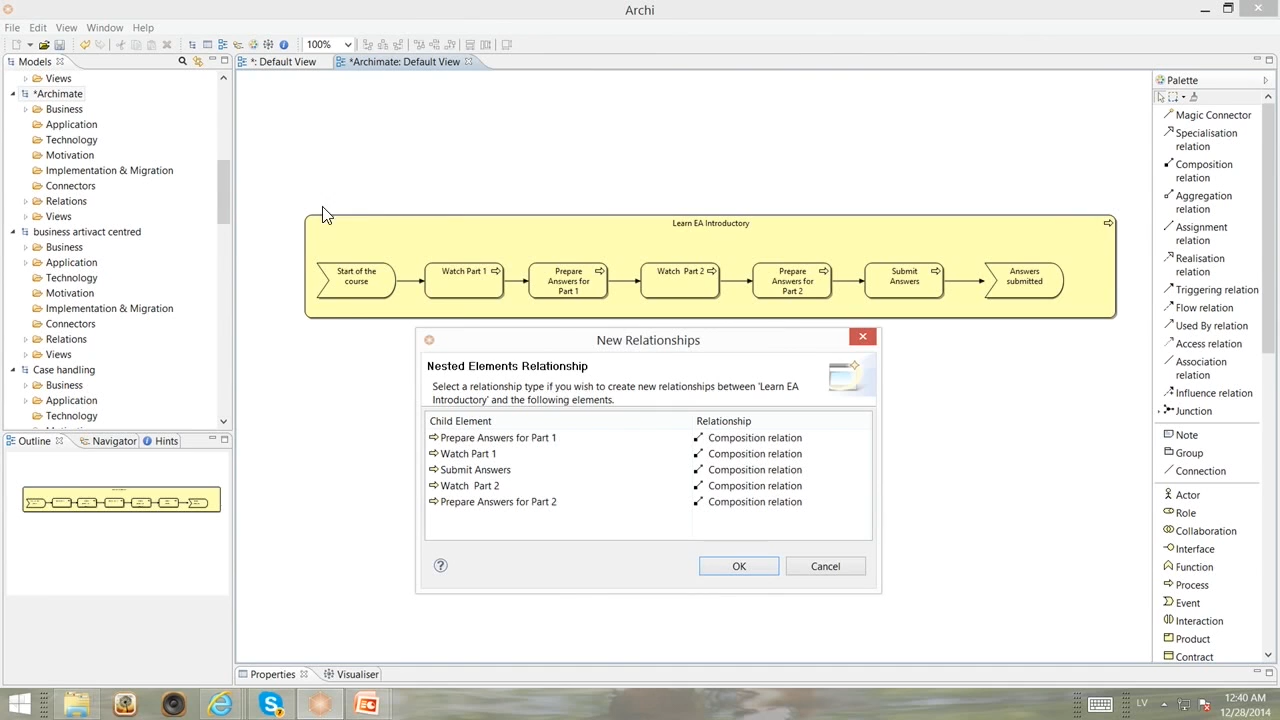 Archi
File Edit View Window Help
100%
Models
*: Default View
*Archimate: Default View
Views
*Archimate
Business
Application
Technology
Motivation
Implementation & Migration
Connectors
Relations
Views
business artivact centred
Business
Application
Technology
Motivation
Implementation & Migration
Connectors
Relations
Views
Case handling
Business
Application
Technology
Outline
Navigator
Hints
Learn EA Introductory
Start of the
course
Watch Part 1
Prepare
Answers for
Part 1
Watch Part 2
Prepare
Answers for
Part 2
Submit
Answers
Answers
submitted
New Relationships
Nested Elements Relationship
Select a relationship type if you wish to create new relationships between 'Learn EA
Introductory' and the following elements.
Child Element Relationship
Prepare Answers for Part 1 Composition relation
Watch Part 1 Composition relation
Submit Answers Composition relation
Watch Part 2 Composition relation
Prepare Answers for Part 2 Composition relation
OK Cancel
Palette
Magic Connector
Specialisation
relation
Composition
relation
Aggregation
relation
Assignment
relation
Realisation
relation
Triggering relation
Flow relation
Used By relation
Access relation
Association
relation
Influence relation
Junction
Note
Group
Connection
Actor
Role
Collaboration
Interface
Function
Process
Event
Interaction
Product
Contract
Properties
Visualiser
LV
12:40 AM
12/28/2014